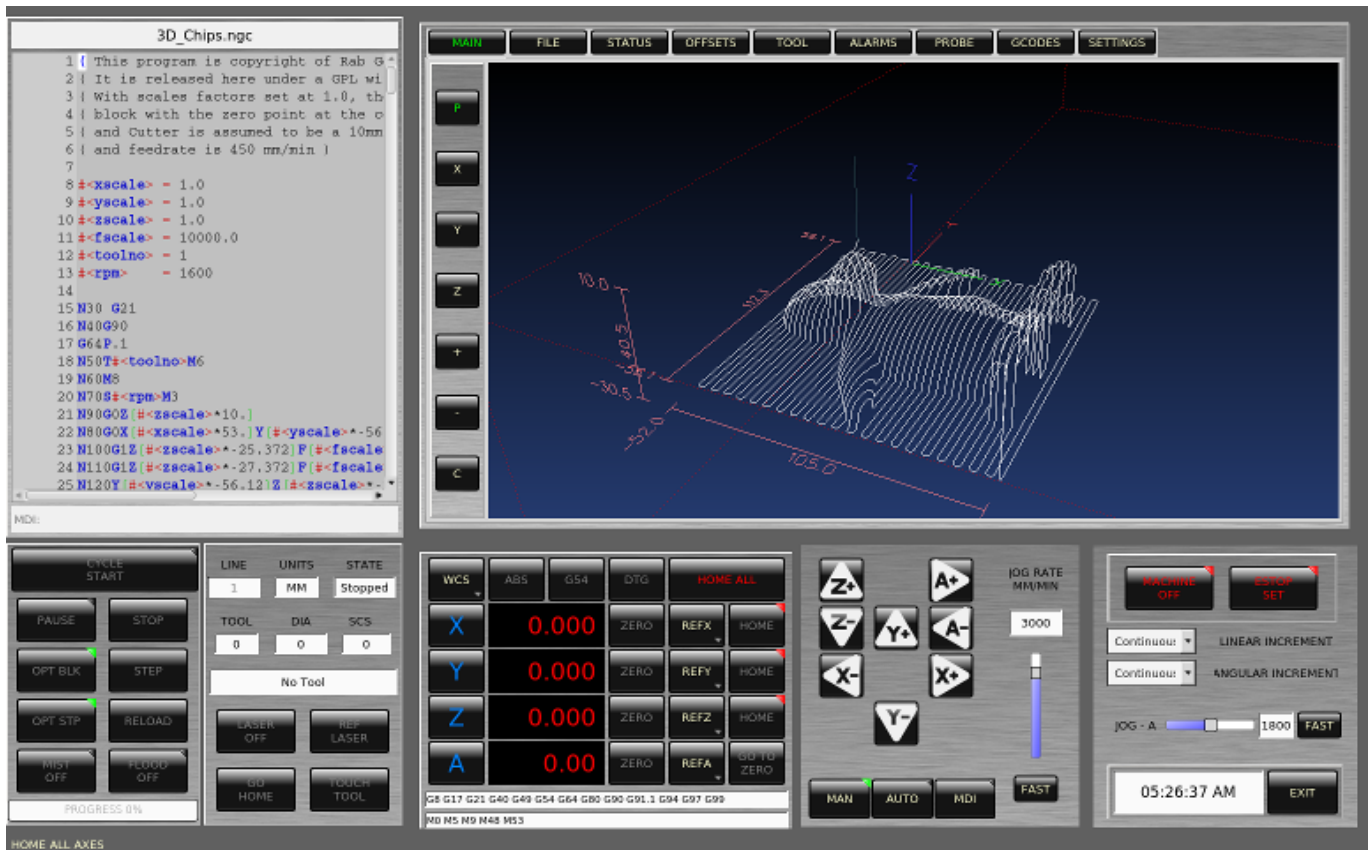 3D_Chips.ngc
1 ( This program is copyright of Rab G
2 ( It is released here under a GPL wi
3 ( With scales factors set at 1.0, th
4 ( block with the zero point at the c
5 ( and Cutter is assumed to be a 10mm
6 ( and feedrate is 450 mm/min )
7
8 #<xscale> = 1.0
9 #<yscale> = 1.0
10 #<zscale> = 1.0
11 #<fscale> = 10000.0
12 #<toolno> = 1
13 #<rpm> = 1600
14
15 N30 G21
16 N40G90
17 G64P.1
18 N50T#<toolno>M6
19 N60M8
20 N70S#<rpm>M3
21 N90G0Z[#<zscale>*10.]
22 N80G0X[#<xscale>*53.]Y[#<yscale>*-56
23 N100G1Z[#<zscale>*-25.372]F[#<fscale
24 N110G1Z[#<zscale>*-27.372]F[#<fscale
25 N120Y[#<yscale>*-56.12]Z[#<zscale>*-
MDI:
MAIN FILE STATUS OFFSETS TOOL ALARMS PROBE GCODES SETTINGS
P
X
Y
Z
+
-
C
Z
10.0
40.5
-30.5
-52.0
105.0
CYCLE
START
PAUSE STOP
OPT BLK STEP
OPT STP RELOAD
MIST
OFF
FLOOD
OFF
PROGRESS 0%
LINE UNITS STATE
1 MM Stopped
TOOL DIA SCS
0 0 0
No Tool
LASER
OFF
REF
LASER
GO
HOME
TOUCH
TOOL
WCS ABS G54 DTG HOME ALL
X 0.000 ZERO REFX HOME
Y 0.000 ZERO REFY HOME
Z 0.000 ZERO REFZ HOME
A 0.00 ZERO REFA GO TO
ZERO
G8 G17 G21 G40 G49 G54 G64 G80 G90 G91.1 G94 G97 G99
M0 M5 M9 M48 M53
Z+ A+
Z- Y+ A-
X- X+
Y-
JOG RATE
MM/MIN
3000
FAST
MAN AUTO MDI
MACHINE
OFF
ESTOP
SET
Continuou: LINEAR INCREMENT
Continuou: ANGULAR INCREMENT
JOG - A 1800 FAST
05:26:37 AM EXIT
HOME ALL AXES